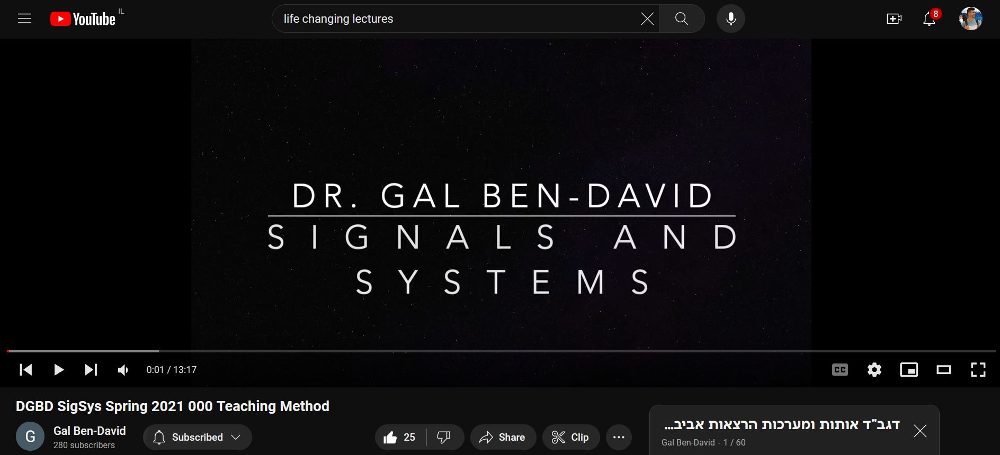 YouTube IL
life changing lectures
8
DR. GAL BEN-DAVID
SIGNALS AND
SYSTEMS
0:01 / 13:17
CC
DGBD SigSys Spring 2021 000 Teaching Method
G
Gal Ben-David
280 subscribers
Subscribed
25
Share
Clip
דגב"ד אותות ומערכות הרצאות אביב...
Gal Ben-David - 1 / 60